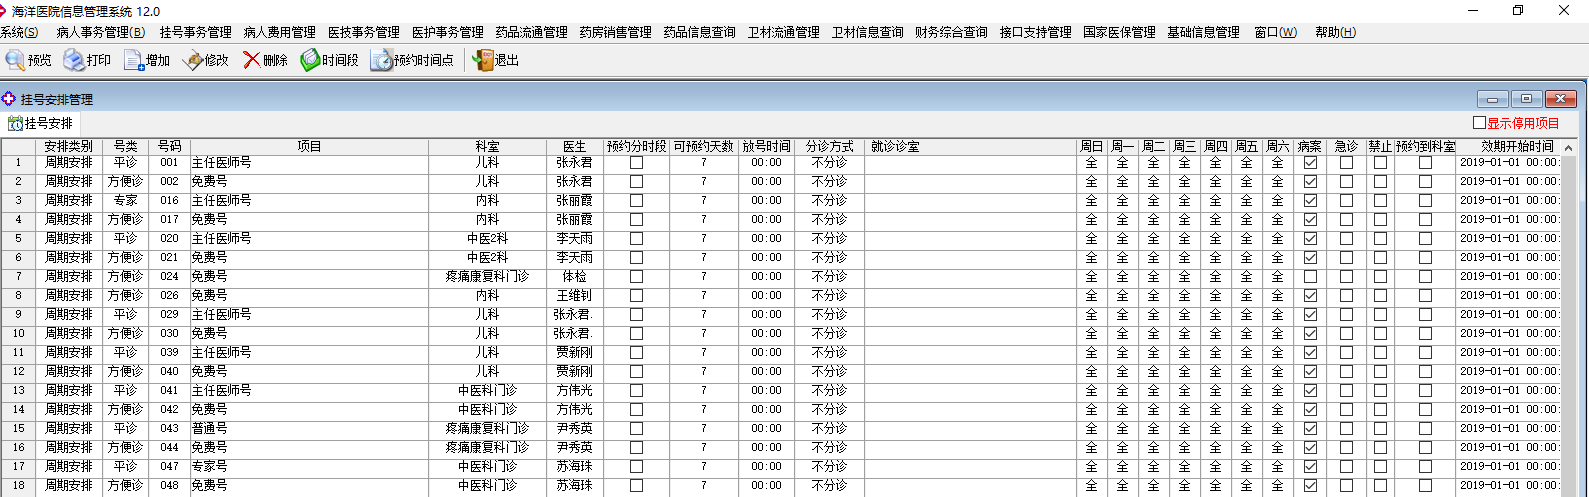 海洋医院信息管理系统 12.0
系统(S) 病人事务管理(B) 挂号事务管理 病人费用管理 医技事务管理 医护事务管理 药品流通管理 药房销售管理 药品信息查询 卫材流通管理 卫材信息查询 财务综合查询 接口支持管理 国家医保管理 基础信息管理 窗口(W) 帮助(H)
预览 打印 增加 修改 删除 时间段 预约时间点 退出
挂号安排管理
挂号安排 显示停用项目
安排类别 号类 号码 项目 科室 医生 预约分时段 可预约天数 放号时间 分诊方式 就诊诊室 周日 周一 周二 周三 周四 周五 周六 病案 急诊 禁止 预约到科室 效期开始时间
1 周期安排 平诊 001 主任医师号 儿科 张永君 7 00:00 不分诊 全 全 全 全 全 全 全 2019-01-01 00:00:
2 周期安排 方便诊 002 免费号 儿科 张永君 7 00:00 不分诊 全 全 全 全 全 全 全 2019-01-01 00:00:
3 周期安排 专家 016 主任医师号 内科 张丽霞 7 00:00 不分诊 全 全 全 全 全 全 全 2019-01-01 00:00:
4 周期安排 方便诊 017 免费号 内科 张丽霞 7 00:00 不分诊 全 全 全 全 全 全 全 2019-01-01 00:00:
5 周期安排 平诊 020 主任医师号 中医2科 李天雨 7 00:00 不分诊 全 全 全 全 全 全 全 2019-01-01 00:00:
6 周期安排 方便诊 021 免费号 中医2科 李天雨 7 00:00 不分诊 全 全 全 全 全 全 全 2019-01-01 00:00:
7 周期安排 方便诊 024 免费号 疼痛康复科门诊 体检 7 00:00 不分诊 全 全 全 全 全 全 全 2019-01-01 00:00:
8 周期安排 方便诊 026 免费号 内科 王维钊 7 00:00 不分诊 全 全 全 全 全 全 全 2019-01-01 00:00:
9 周期安排 平诊 029 主任医师号 儿科 张永君. 7 00:00 不分诊 全 全 全 全 全 全 全 2019-01-01 00:00:
10 周期安排 方便诊 030 免费号 儿科 张永君. 7 00:00 不分诊 全 全 全 全 全 全 全 2019-01-01 00:00:
11 周期安排 平诊 039 主任医师号 儿科 贾新刚 7 00:00 不分诊 全 全 全 全 全 全 全 2019-01-01 00:00:
12 周期安排 方便诊 040 免费号 儿科 贾新刚 7 00:00 不分诊 全 全 全 全 全 全 全 2019-01-01 00:00:
13 周期安排 平诊 041 主任医师号 中医科门诊 方伟光 7 00:00 不分诊 全 全 全 全 全 全 全 2019-01-01 00:00:
14 周期安排 方便诊 042 免费号 中医科门诊 方伟光 7 00:00 不分诊 全 全 全 全 全 全 全 2019-01-01 00:00:
15 周期安排 平诊 043 普通号 疼痛康复科门诊 尹秀英 7 00:00 不分诊 全 全 全 全 全 全 全 2019-01-01 00:00:
16 周期安排 方便诊 044 免费号 疼痛康复科门诊 尹秀英 7 00:00 不分诊 全 全 全 全 全 全 全 2019-01-01 00:00:
17 周期安排 平诊 047 专家号 中医科门诊 苏海珠 7 00:00 不分诊 全 全 全 全 全 全 全 2019-01-01 00:00:
18 周期安排 方便诊 048 免费号 中医科门诊 苏海珠 7 00:00 不分诊 全 全 全 全 全 全 全 2019-01-01 00:00: